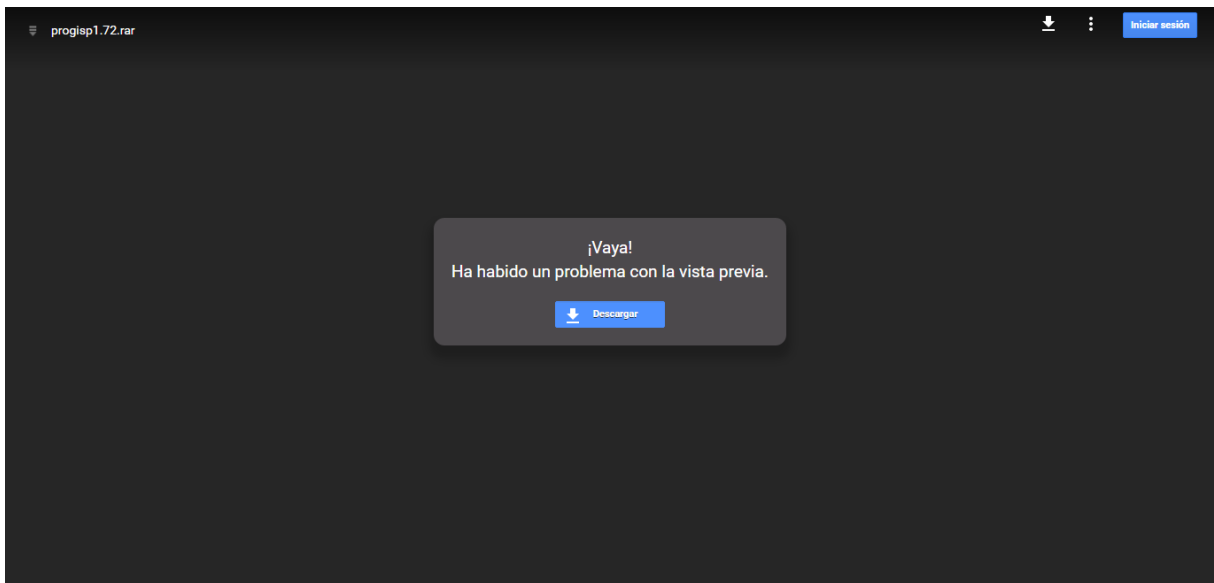 progisp1.72.rar
Iniciar sesión
¡Vaya!
Ha habido un problema con la vista previa.
Descargar